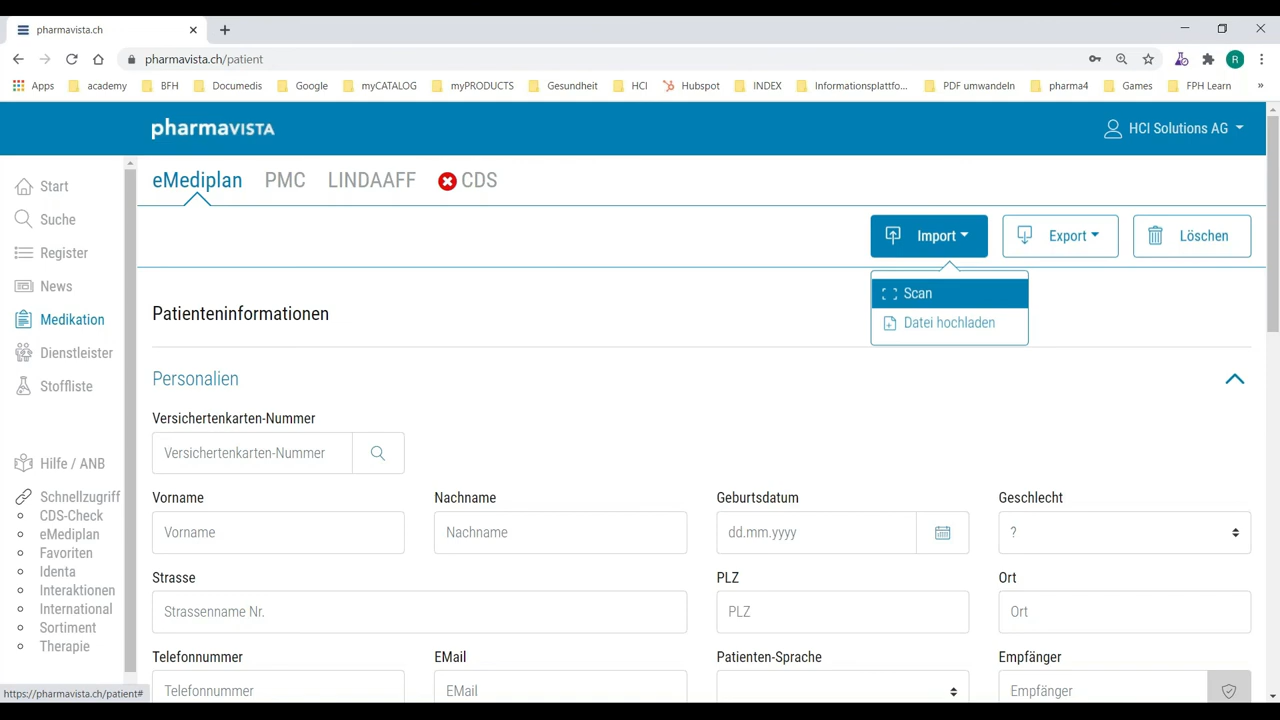 pharmavista.ch
pharmavista.ch/patient
R
Apps academy BFH Documedis Google myCATALOG myPRODUCTS Gesundheit HCI Hubspot INDEX Informationsplattfo... PDF umwandeln pharma4 Games FPH Learn »
pharmaVISTA
HCI Solutions AG
Start
Suche
Register
News
Medikation
Dienstleister
Stoffliste
Hilfe / ANB
Schnellzugriff
CDS-Check
eMediplan
Favoriten
Identa
Interaktionen
International
Sortiment
Therapie
eMediplan PMC LINDAAFF CDS
Import Export Löschen
Scan
Datei hochladen
Patienteninformationen
Personalien
Versichertenkarten-Nummer
Versichertenkarten-Nummer
Vorname Nachname Geburtsdatum Geschlecht
Vorname Nachname dd.mm.yyyy ?
Strasse PLZ Ort
Strassenname Nr. PLZ Ort
Telefonnummer EMail Patienten-Sprache Empfänger
Telefonnummer EMail Empfänger
https://pharmavista.ch/patient#